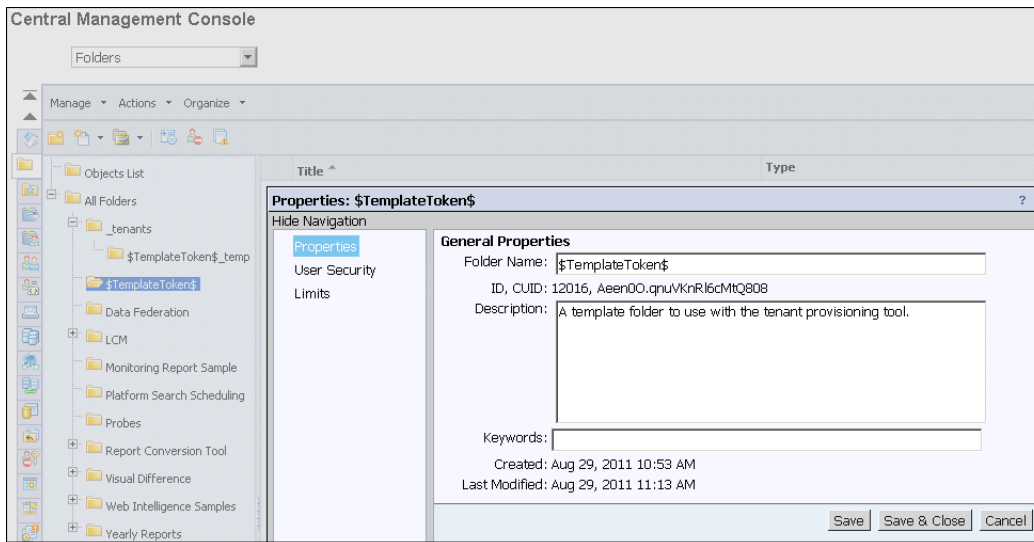 Central Management Console
Folders
Manage Actions Organize
Title Type
Objects List
All Folders
_tenants
$TemplateToken$_temp
$TemplateToken$
Data Federation
LCM
Monitoring Report Sample
Platform Search Scheduling
Probes
Report Conversion Tool
Visual Difference
Web Intelligence Samples
Yearly Reports
Properties: $TemplateToken$ ?
Hide Navigation
Properties
User Security
Limits
General Properties
Folder Name: $TemplateToken$
ID, CUID: 12016, Aeen0O.qnuVKnRl6cMtQ808
Description: A template folder to use with the tenant provisioning tool.
Keywords:
Created: Aug 29, 2011 10:53 AM
Last Modified: Aug 29, 2011 11:13 AM
Save Save & Close Cancel